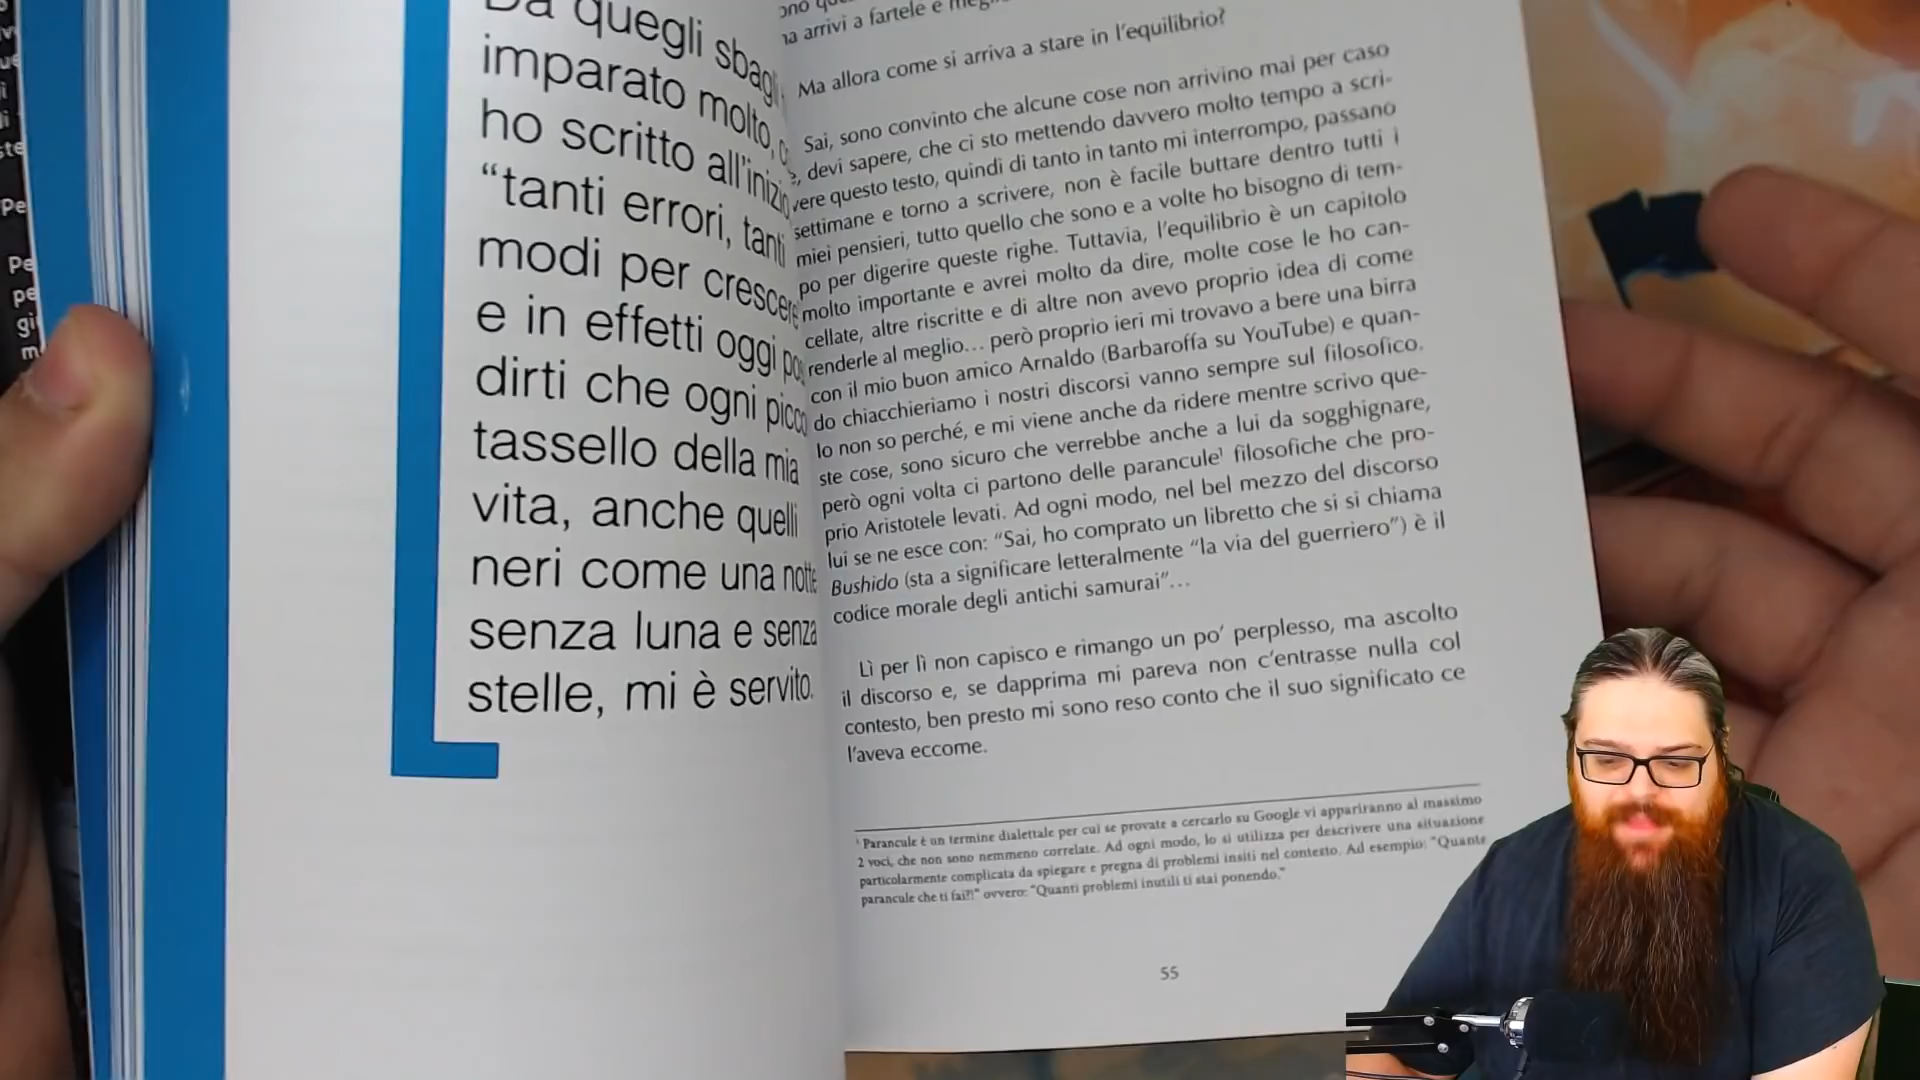 Da quegli
imparato molto,
ho scritto all'inizio
“tanti errori, tanti
modi per crescere
e in effetti oggi
dirti che ogni
tassello della mia
vita, anche quelli
neri come una notte
senza luna e senza
stelle, mi è servito.
arrivi a fartele e
Ma allora come si arriva a stare in l'equilibrio?
Sai, sono convinto che alcune cose non arrivino mai per caso
devi sapere, che ci sto mettendo davvero molto tempo a scri-
vere questo testo, quindi di tanto in tanto mi interrompo, passano
settimane e torno a scrivere, non è facile buttare dentro tutti i
miei pensieri, tutto quello che sono e a volte ho bisogno di tem-
po per digerire queste righe. Tuttavia, l'equilibrio è un capitolo
molto importante e avrei molto da dire, molte cose le ho can-
cellate, altre riscritte e di altre non avevo proprio idea di come
renderle al meglio… però proprio ieri mi trovavo a bere una birra
con il mio buon amico Arnaldo (Barbaroffa su YouTube) e quan-
do chiacchieriamo i nostri discorsi vanno sempre sul filosofico.
Io non so perché, e mi viene anche da ridere mentre scrivo que-
ste cose, sono sicuro che verrebbe anche a lui da sogghignare,
però ogni volta ci partono delle parancule¹ filosofiche che pro-
prio Aristotele levati. Ad ogni modo, nel bel mezzo del discorso
lui se ne esce con: “Sai, ho comprato un libretto che si si chiama
Bushido (sta a significare letteralmente “la via del guerriero”) è il
codice morale degli antichi samurai”…
Lì per lì non capisco e rimango un po’ perplesso, ma ascolto
il discorso e, se dapprima mi pareva non c’entrasse nulla col
contesto, ben presto mi sono reso conto che il suo significato ce
l’aveva eccome.
¹ Parancule è un termine dialettale per cui se provate a cercarlo su Google vi appariranno al massimo
2 voci, che non sono nemmeno correlate. Ad ogni modo, lo si utilizza per descrivere una situazione
particolarmente complicata da spiegare e pregna di problemi insiti nel contesto. Ad esempio: “Quante
parancule che ti fai?!” ovvero: “Quanti problemi inutili ti stai ponendo.”
55